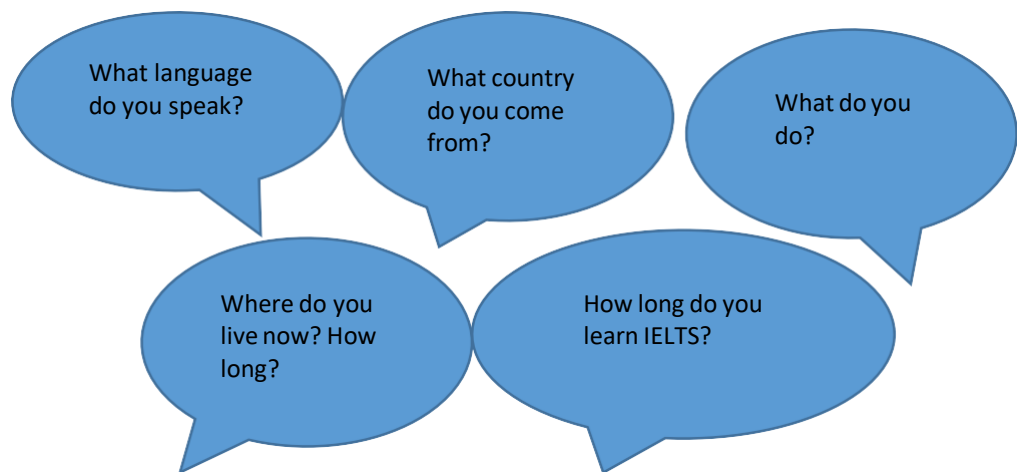 What language
do you speak?
What country
do you come
from?
What do you
do?
Where do you
live now? How
long?
How long do you
learn IELTS?